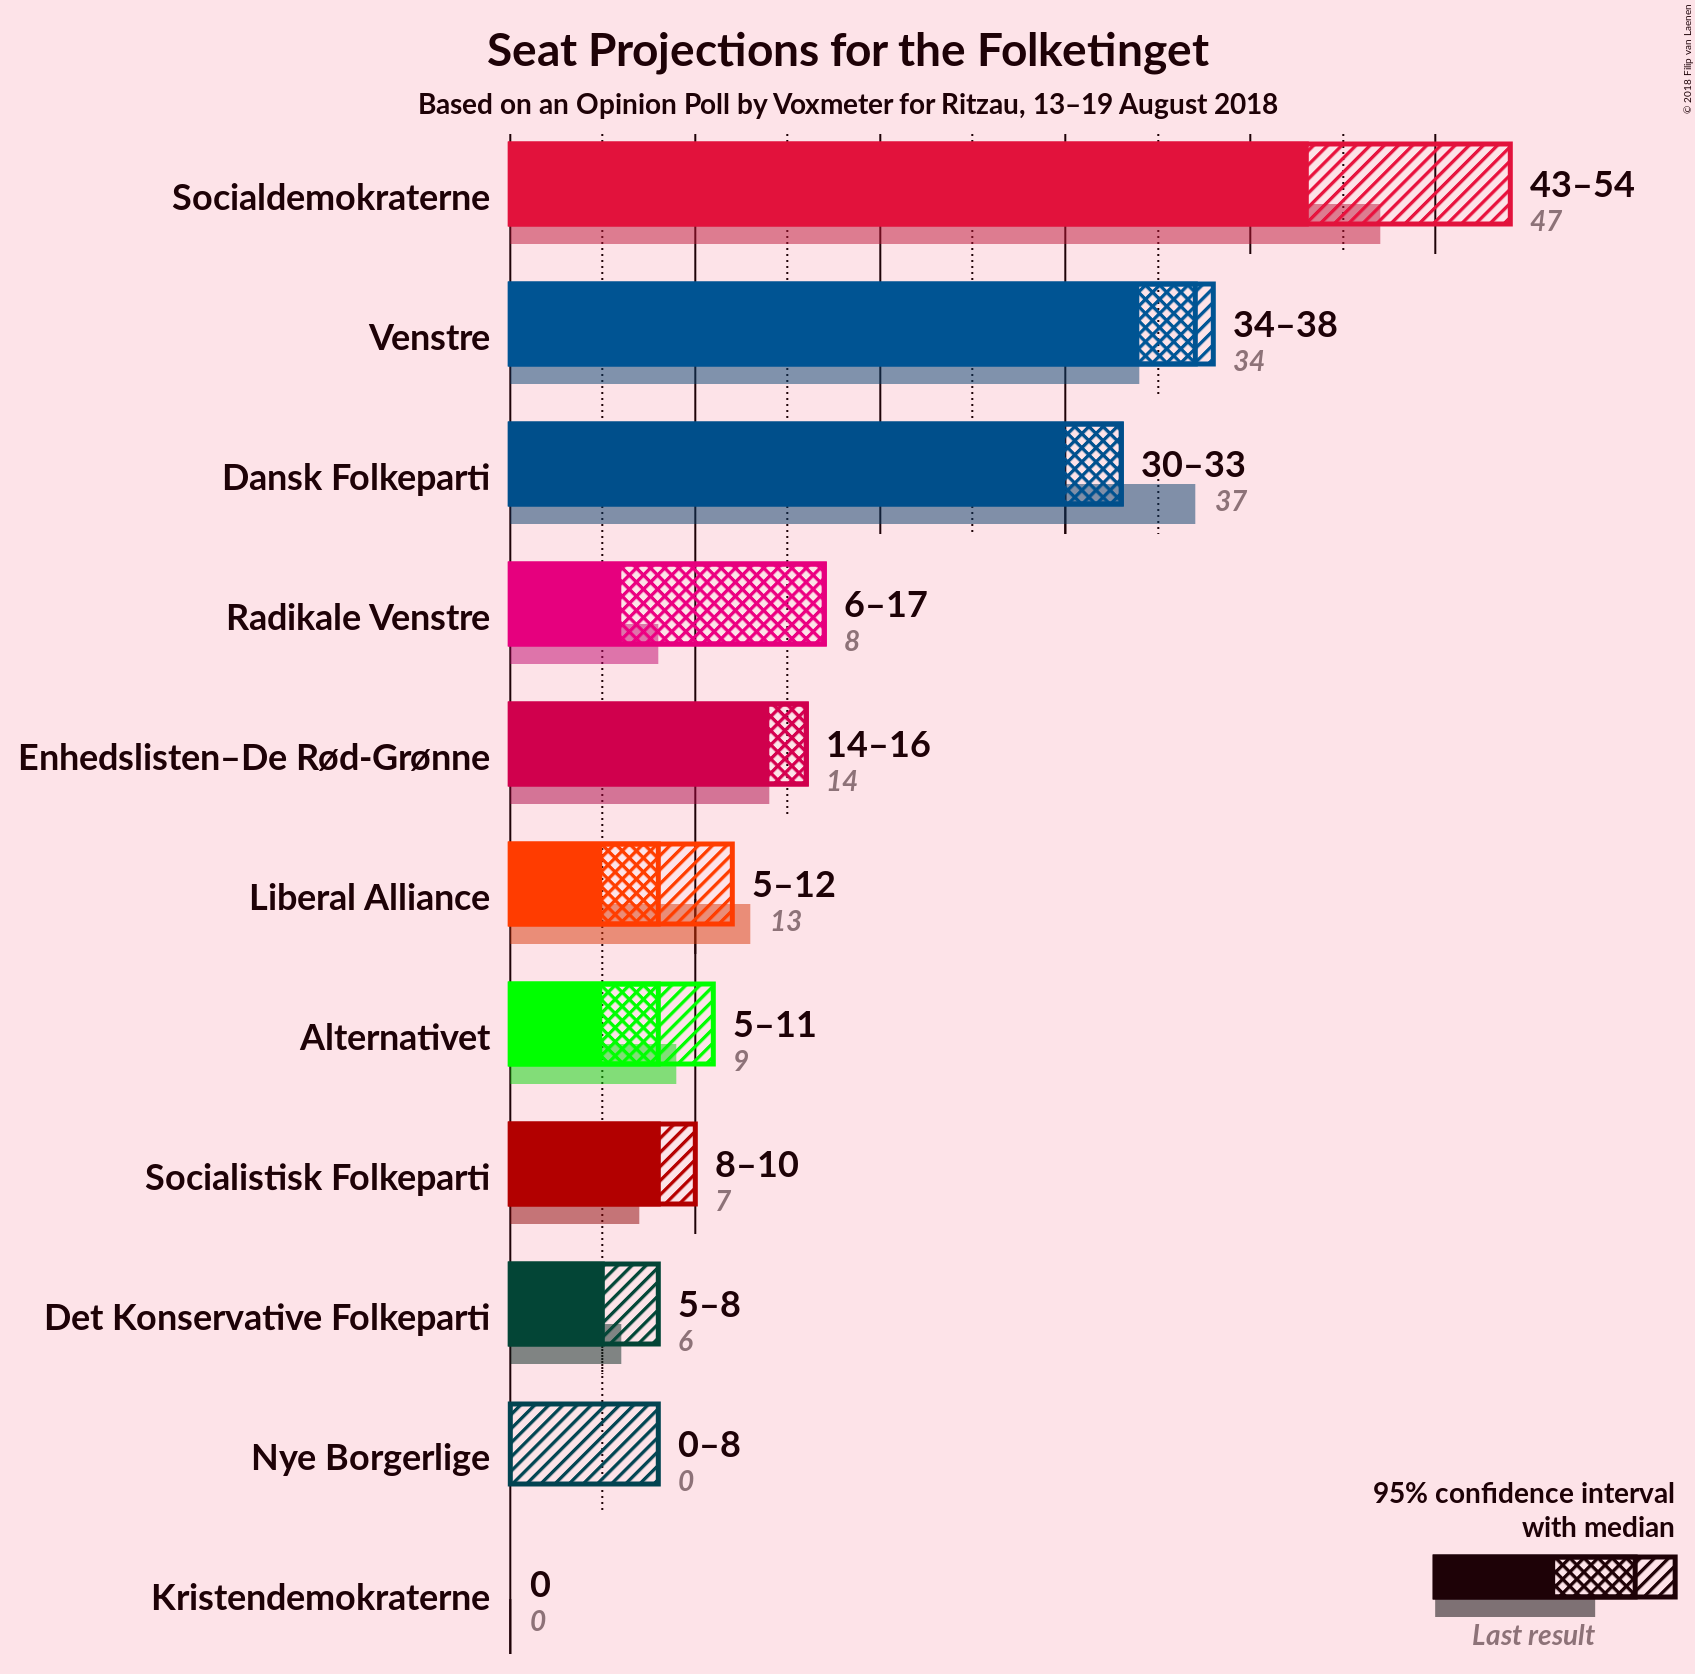 Seat Projections for the Folketinget
Based on an Opinion Poll by Voxmeter for Ritzau, 13–19 August 2018
© 2018 Filip van Laenen
Socialdemokraterne
43–54
47
Venstre
34–38
34
Dansk Folkeparti
30–33
37
Radikale Venstre
6–17
8
Enhedslisten–De Rød-Grønne
14–16
14
Liberal Alliance
5–12
13
Alternativet
5–11
9
Socialistisk Folkeparti
8–10
7
Det Konservative Folkeparti
5–8
6
Nye Borgerlige
0–8
0
Kristendemokraterne
0
0
95% confidence interval
with median
Last result